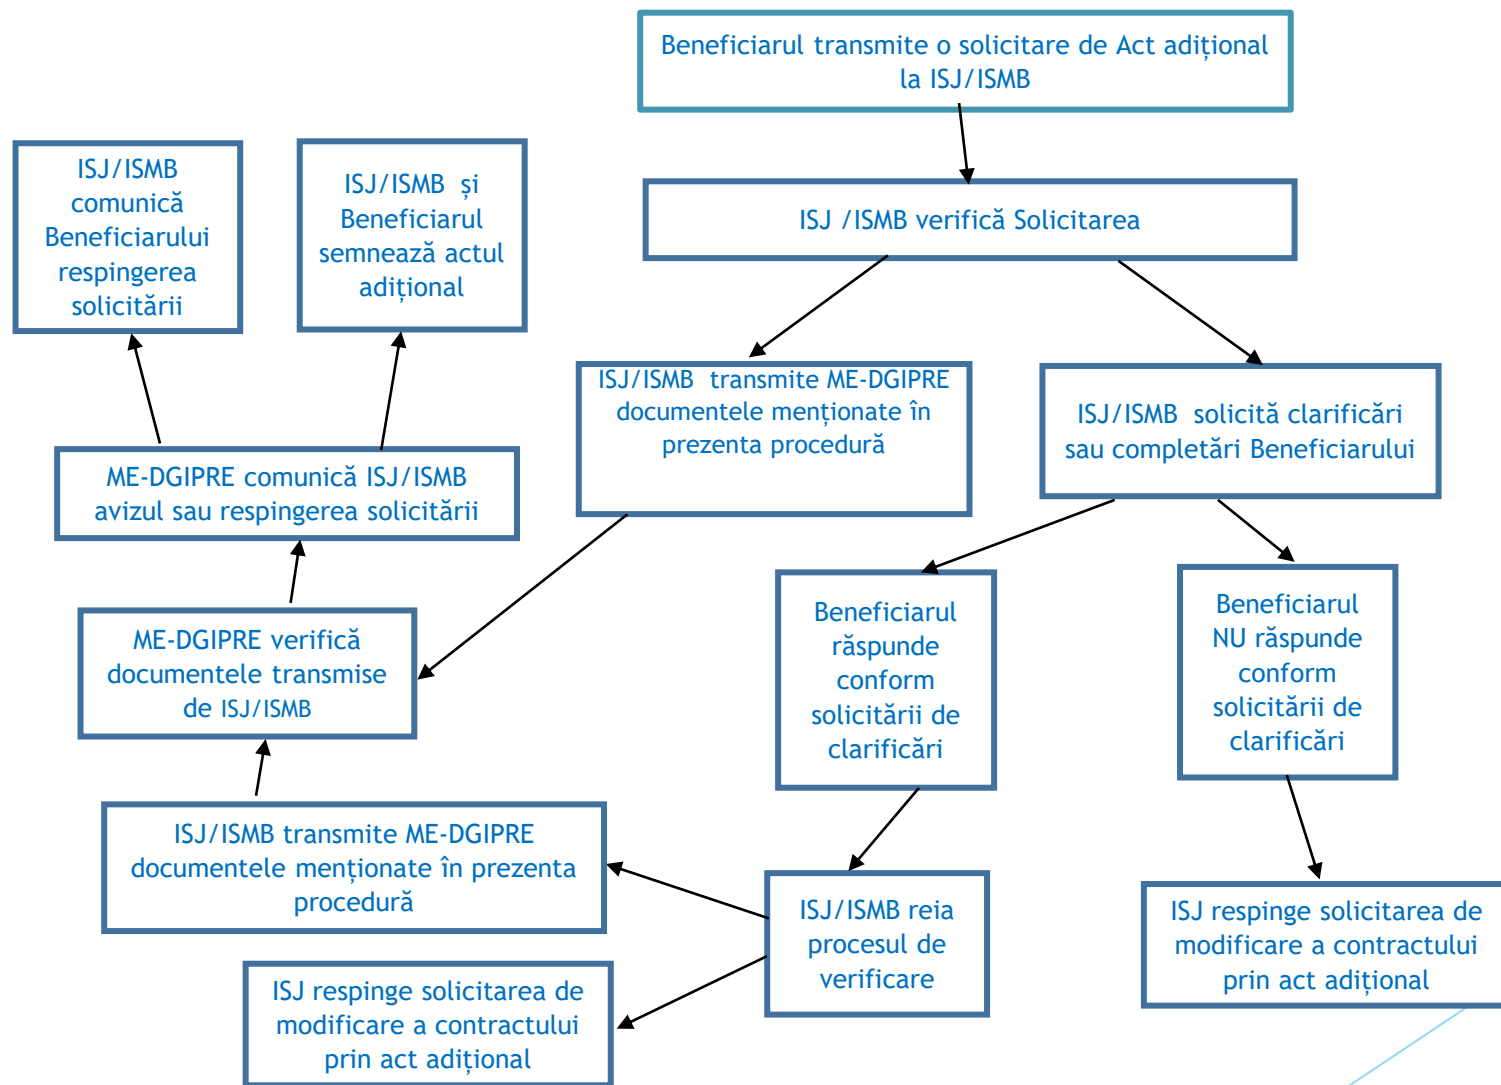 Beneficiarul transmite o solicitare de Act adițional
la ISJ/ISMB
ISJ/ISMB
comunică
Beneficiarului
respingerea
solicitării
ISJ/ISMB și
Beneficiarul
semnează actul
adițional
ISJ /ISMB verifică Solicitarea
ISJ/ISMB transmite ME-DGIPRE
documentele menționate în
prezenta procedură
ISJ/ISMB solicită clarificări
sau completări Beneficiarului
ME-DGIPRE comunică ISJ/ISMB
avizul sau respingerea solicitării
Beneficiarul
răspunde
conform
solicitării de
clarificări
Beneficiarul
NU răspunde
conform
solicitării de
clarificări
ME-DGIPRE verifică
documentele transmise
de ISJ/ISMB
ISJ/ISMB transmite ME-DGIPRE
documentele menționate în prezenta
procedură
ISJ/ISMB reia
procesul de
verificare
ISJ respinge solicitarea de
modificare a contractului
prin act adițional
ISJ respinge solicitarea de
modificare a contractului
prin act adițional